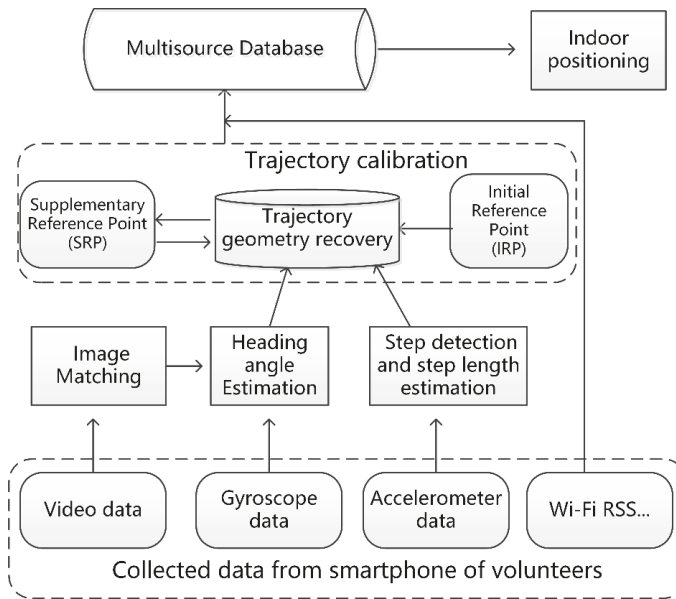 Multisource Database
Indoor
positioning
Trajectory calibration
Supplementary
Reference Point
(SRP)
Trajectory
geometry recovery
Initial
Reference
Point
(IRP)
Image
Matching
Heading
angle
Estimation
Step detection
and step length
estimation
Video data
Gyroscope
data
Accelerometer
data
Wi-Fi RSS...
Collected data from smartphone of volunteers